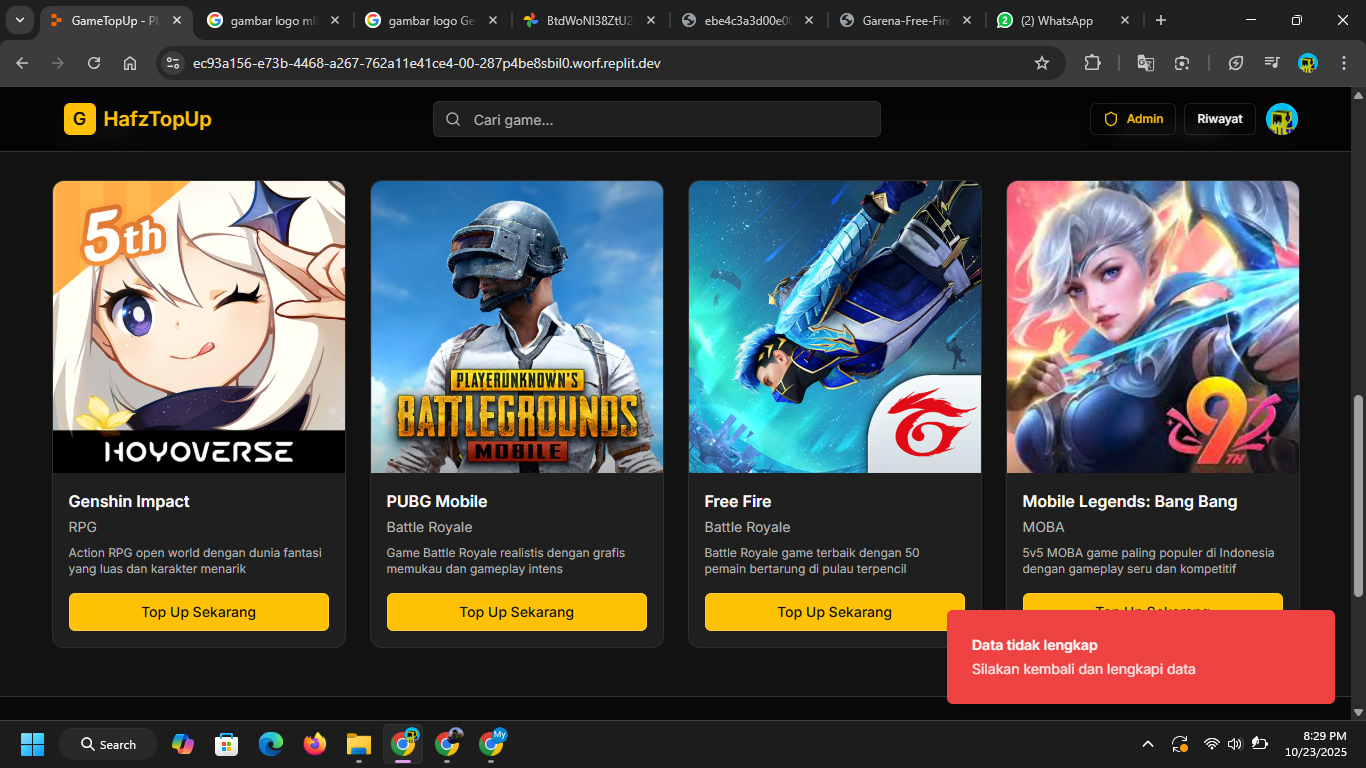 GameTopUp - Pl
gambar logo mll
gambar logo Ge
BtdWoNI38ZtU2
ebe4c3a3d00e00
Garena-Free-Fire
(2) WhatsApp
ec93a156-e73b-4468-a267-762a11e41ce4-00-287p4be8sbil0.worf.replit.dev
G HafzTopUp
Cari game...
Admin
Riwayat
5th
HOYOVERSE
PLAYERUNKNOWN'S
BATTLEGROUNDS
MOBILE
9TH
Genshin Impact
RPG
Action RPG open world dengan dunia fantasi
yang luas dan karakter menarik
Top Up Sekarang
PUBG Mobile
Battle Royale
Game Battle Royale realistis dengan grafis
memukau dan gameplay intens
Top Up Sekarang
Free Fire
Battle Royale
Battle Royale game terbaik dengan 50
pemain bertarung di pulau terpencil
Top Up Sekarang
Mobile Legends: Bang Bang
MOBA
5v5 MOBA game paling populer di Indonesia
dengan gameplay seru dan kompetitif
Top Up Sekarang
Data tidak lengkap
Silakan kembali dan lengkapi data
Search
My
8:29 PM
10/23/2025